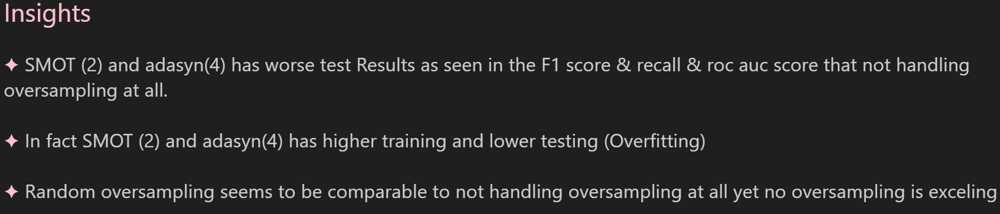 Insights
✦ SMOT (2) and adasyn(4) has worse test Results as seen in the F1 score & recall & roc auc score that not handling
oversampling at all.
✦ In fact SMOT (2) and adasyn(4) has higher training and lower testing (Overfitting)
✦ Random oversampling seems to be comparable to not handling oversampling at all yet no oversampling is exceling